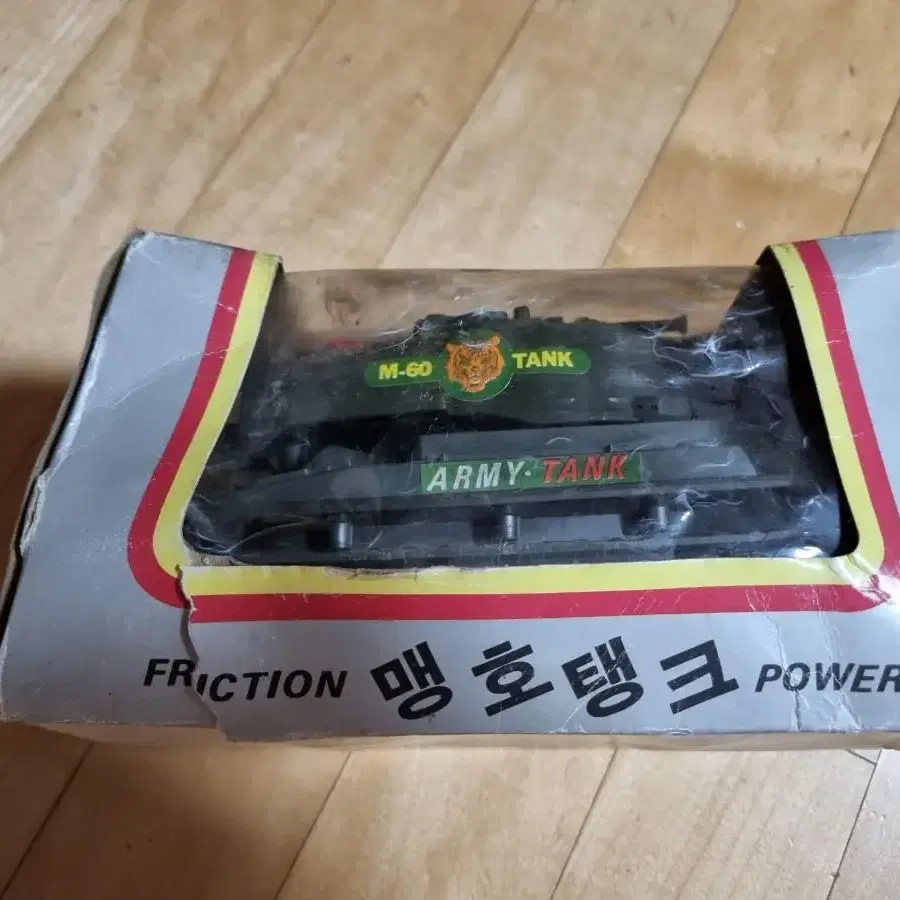 M-60 TANK
ARMY·TANK
FRICTION 맹호탱크 POWER